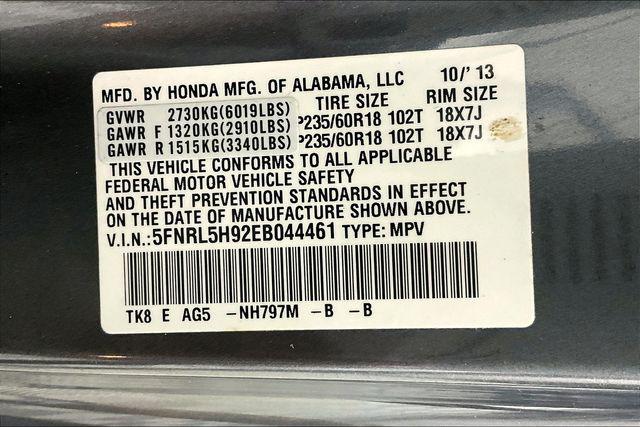 MFD. BY HONDA MFG. OF ALABAMA, LLC 10/'13
TIRE SIZE RIM SIZE
GVWR 2730KG(6019LBS)
GAWR F 1320KG(2910LBS) P235/60R18 102T 18X7J
GAWR R 1515KG(3340LBS) P235/60R18 102T 18X7J
THIS VEHICLE CONFORMS TO ALL APPLICABLE
FEDERAL MOTOR VEHICLE SAFETY
AND THEFT PREVENTION STANDARDS IN EFFECT
ON THE DATE OF MANUFACTURE SHOWN ABOVE.
V.I.N.:5FNRL5H92EB044461 TYPE: MPV
TK8 E AG5 -NH797M -B -B